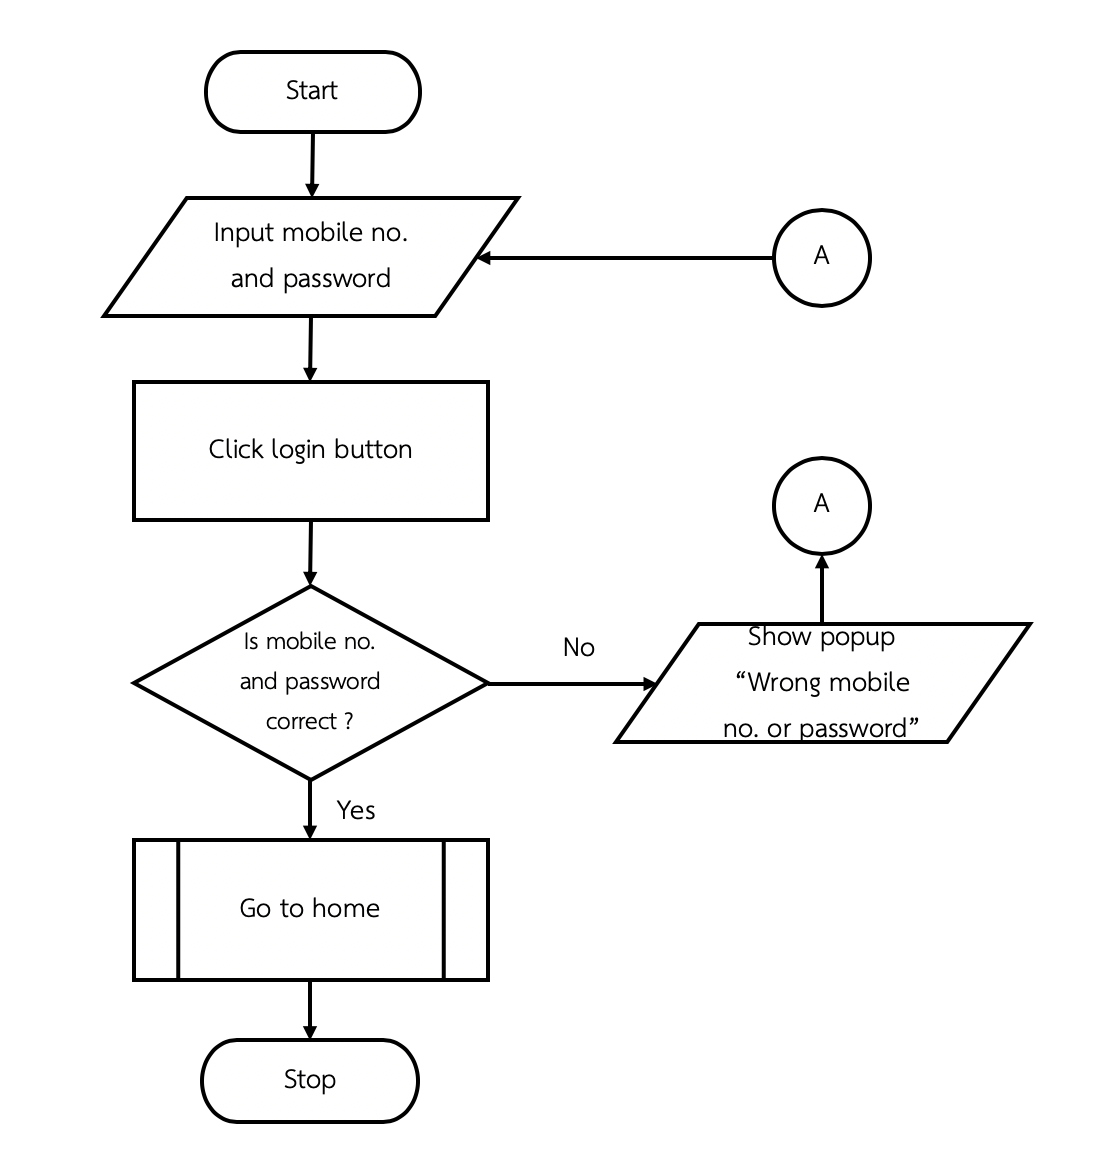 Start
Input mobile no.
and password
A
Click login button
A
Is mobile no.
and password
correct ?
No
Show popup
“Wrong mobile
no. or password”
Yes
Go to home
Stop